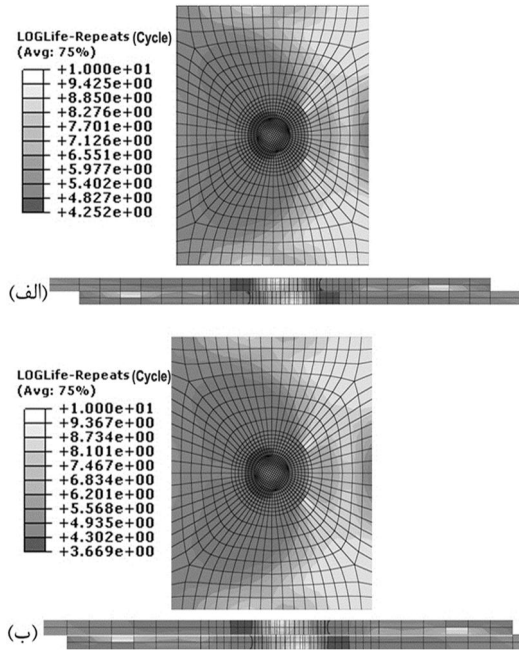 LOGLife-Repeats (Cycle)
(Avg: 75%)
+1.000e+01
+9.425e+00
+8.850e+00
+8.276e+00
+7.701e+00
+7.126e+00
+6.551e+00
+5.977e+00
+5.402e+00
+4.827e+00
+4.252e+00
(الف)
LOGLife-Repeats (Cycle)
(Avg: 75%)
+1.000e+01
+9.367e+00
+8.734e+00
+8.101e+00
+7.467e+00
+6.834e+00
+6.201e+00
+5.568e+00
+4.935e+00
+4.302e+00
+3.669e+00
(ب)